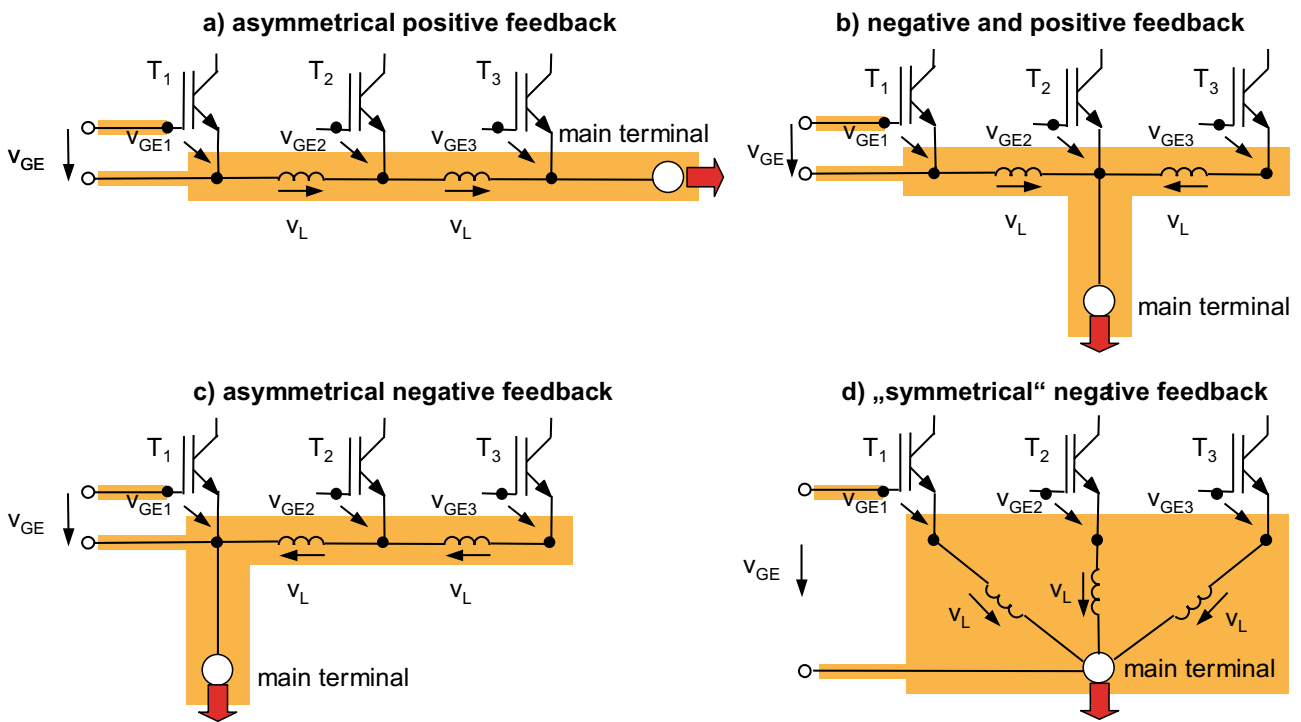 a) asymmetrical positive feedback
T1 T2 T3
vGE1 vGE2 vGE3 main terminal
vGE
vL vL
b) negative and positive feedback
T1 T2 T3
vGE1 vGE2 vGE3
vGE
vL vL
main terminal
c) asymmetrical negative feedback
T1 T2 T3
vGE1 vGE2 vGE3
vGE
vL vL
main terminal
d) „symmetrical“ negative feedback
T1 T2 T3
vGE1 vGE2 vGE3
vGE
vL vL vL
main terminal